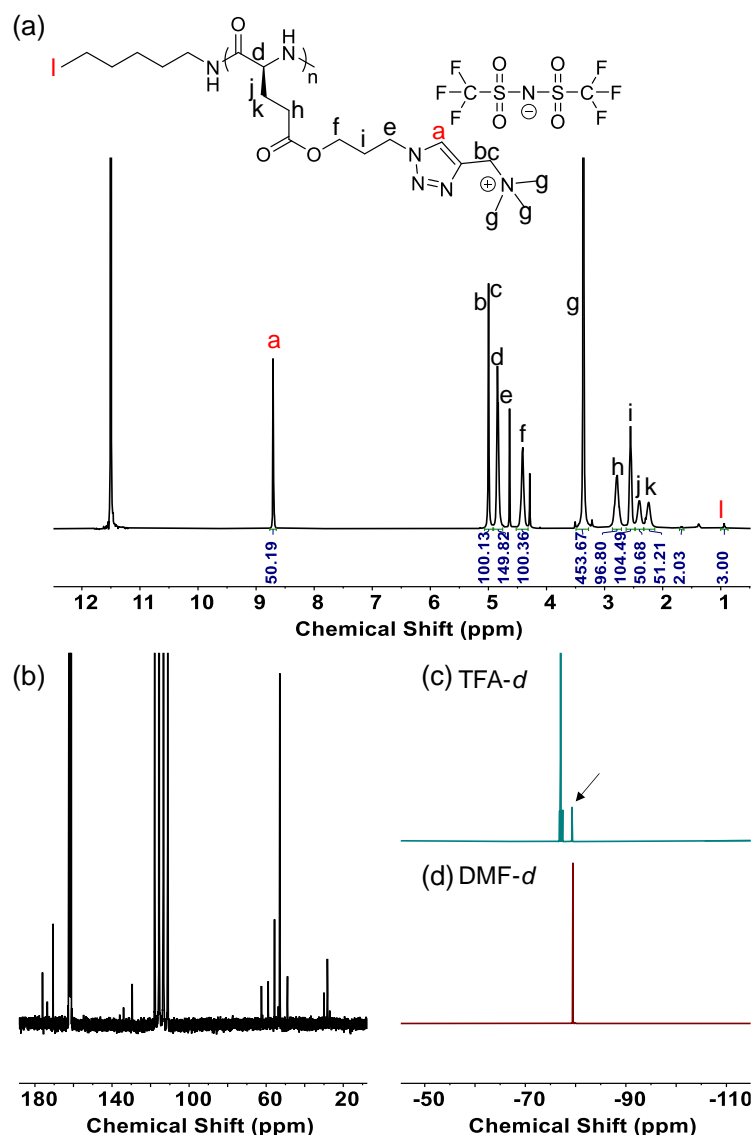 (a)
O
H
N
d
n
l
N
H
j
k
h
O
O
f
i
e
a
N
N
N
bc
N
+
g
g
g
F
F
F
C
O
S
O
N
O
S
O
C
F
F
F
a
b
c
d
e
f
g
h
i
j
k
l
50.19
100.13
149.82
100.36
453.67
96.80
104.49
50.68
51.21
2.03
3.00
12 11 10 9 8 7 6 5 4 3 2 1
Chemical Shift (ppm)
(b)
180 140 100 60 20
Chemical Shift (ppm)
(c) TFA-d
(d) DMF-d
-50 -70 -90 -110
Chemical Shift (ppm)